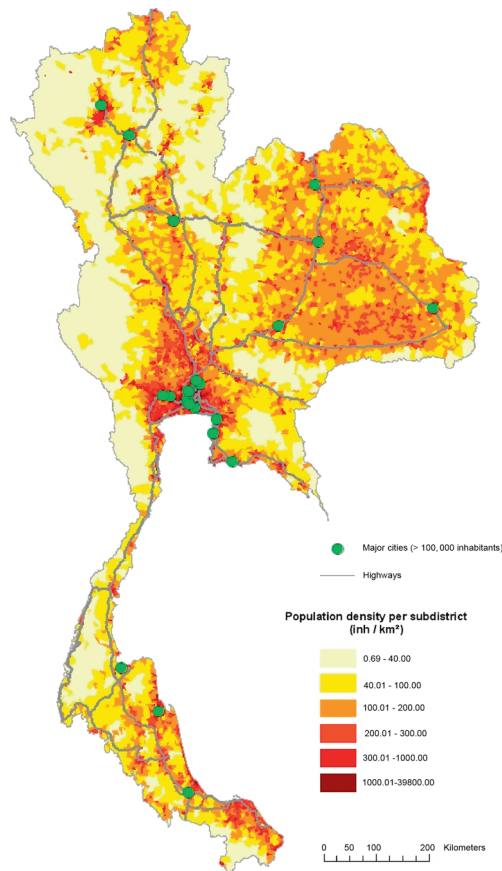 Major cities (> 100,000 inhabitants)
Highways
Population density per subdistrict
(inh / km²)
0.69 - 40.00
40.01 - 100.00
100.01 - 200.00
200.01 - 300.00
300.01 -1000.00
1000.01-39800.00
0 50 100 200 Kilometers